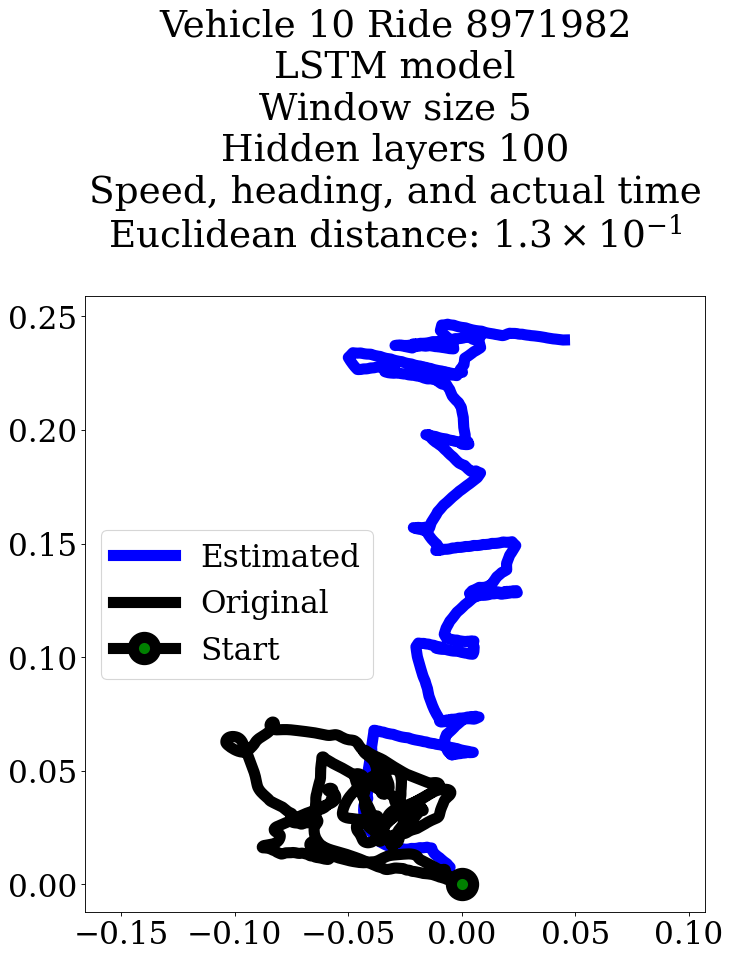 Vehicle 10 Ride 8971982
LSTM model
Window size 5
Hidden layers 100
Speed, heading, and actual time
Euclidean distance: 1.3 × 10⁻¹
0.25
0.20
0.15
0.10
0.05
0.00
Estimated
Original
Start
−0.15 −0.10 −0.05 0.00 0.05 0.10